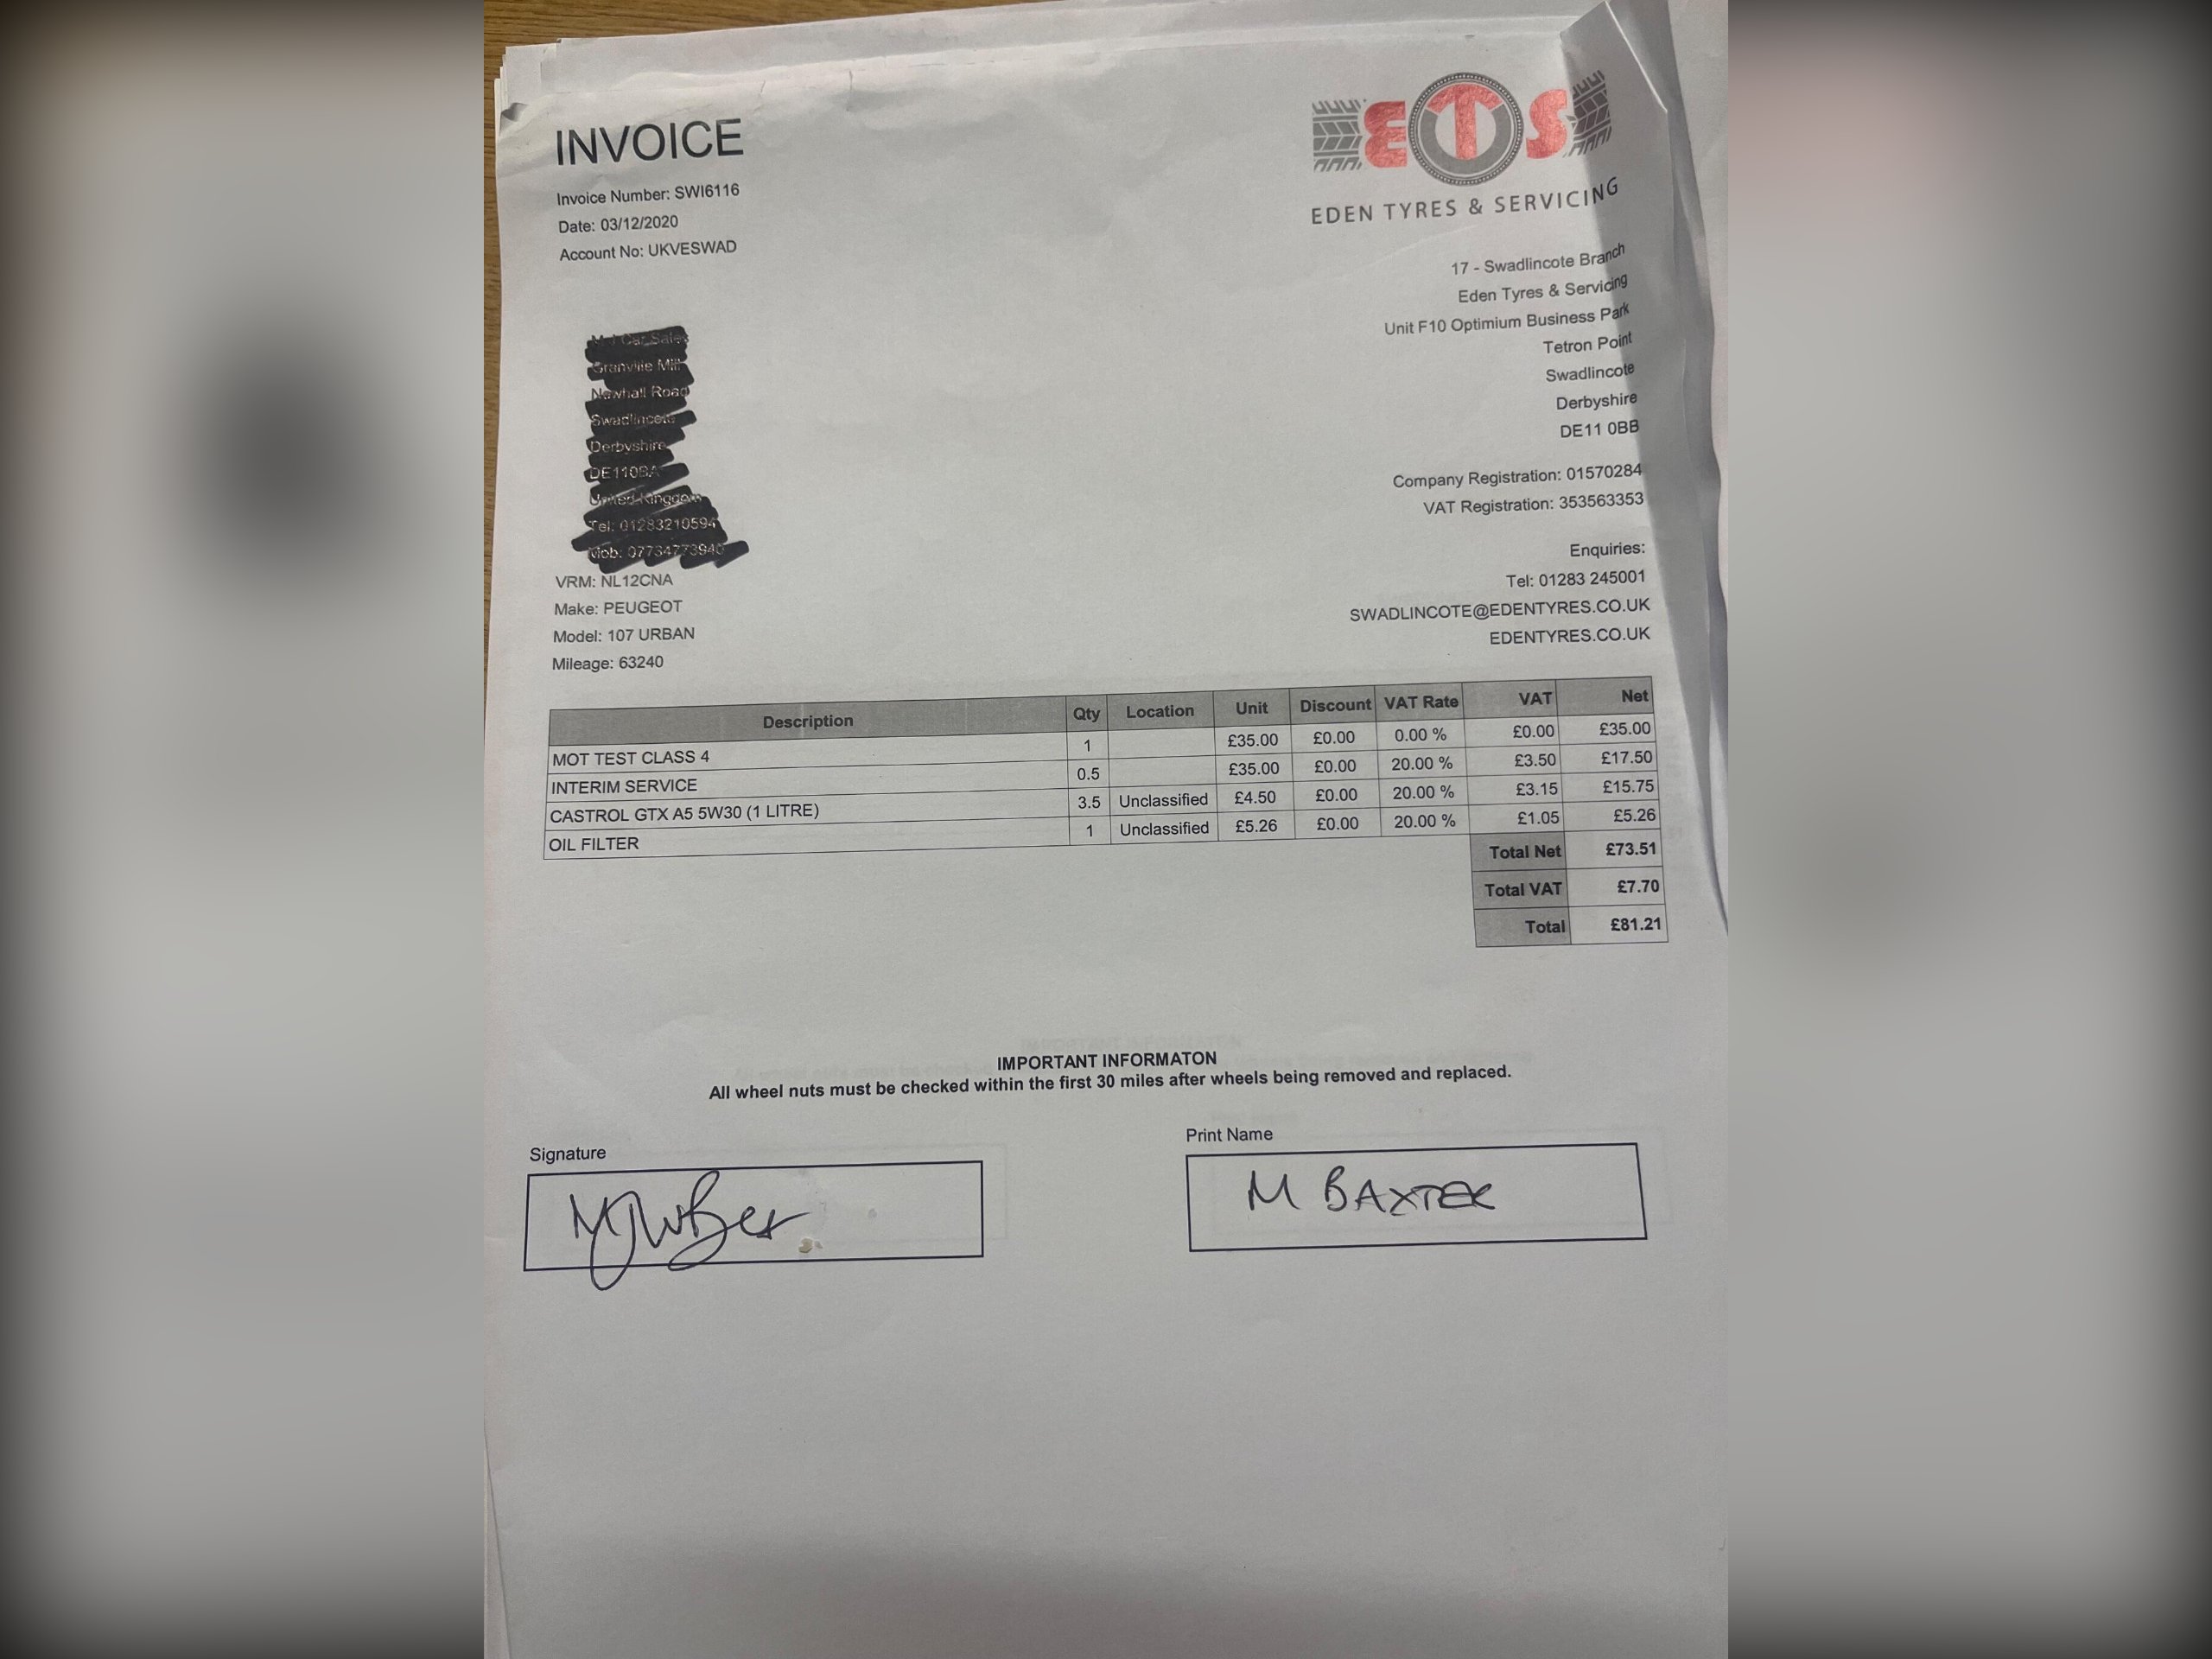 INVOICE
Invoice Number: SWI6116
Date: 03/12/2020
Account No: UKVESWAD
ETS
EDEN TYRES & SERVICING
17 - Swadlincote Branch
Eden Tyres & Servicing
Unit F10 Optimium Business Park
Tetron Point
Swadlincote
Derbyshire
DE11 0BB
Company Registration: 01570284
VAT Registration: 353563353
Enquiries:
Tel: 01283 245001
SWADLINCOTE@EDENTYRES.CO.UK
EDENTYRES.CO.UK
VRM: NL12CNA
Make: PEUGEOT
Model: 107 URBAN
Mileage: 63240
Description Qty Location Unit Discount VAT Rate VAT Net
MOT TEST CLASS 4 1 £35.00 £0.00 0.00 % £0.00 £35.00
INTERIM SERVICE 0.5 £35.00 £0.00 20.00 % £3.50 £17.50
CASTROL GTX A5 5W30 (1 LITRE) 3.5 Unclassified £4.50 £0.00 20.00 % £3.15 £15.75
OIL FILTER 1 Unclassified £5.26 £0.00 20.00 % £1.05 £5.26
Total Net £73.51
Total VAT £7.70
Total £81.21
IMPORTANT INFORMATON
All wheel nuts must be checked within the first 30 miles after wheels being removed and replaced.
Signature
Print Name
M BAXTER